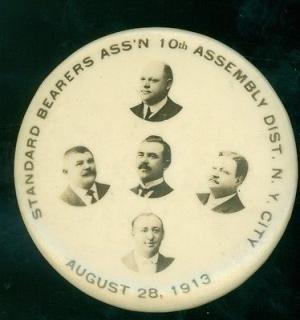 STANDARD BEARERS ASS'N 10th ASSEMBLY DIST. N. Y. CITY
AUGUST 28, 1913